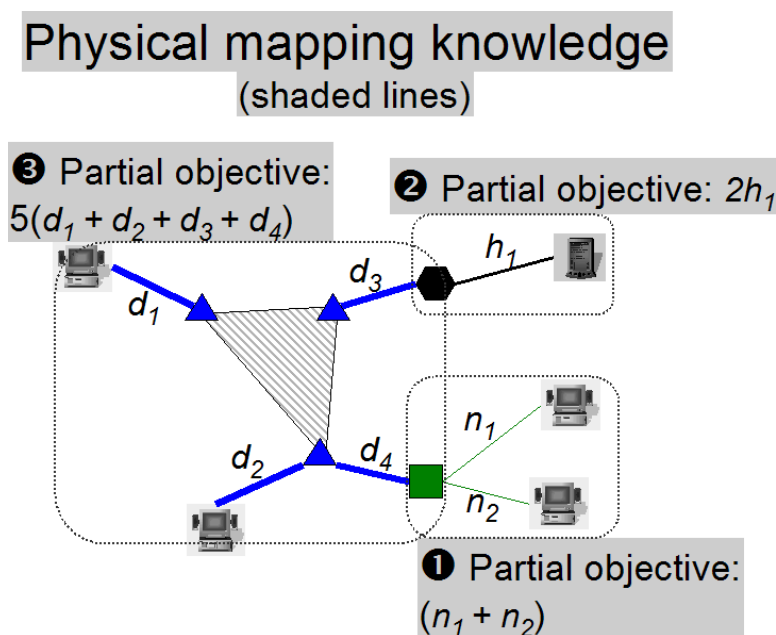 Physical mapping knowledge
(shaded lines)
❸ Partial objective:
5(d₁ + d₂ + d₃ + d₄)
❷ Partial objective: 2h₁
h₁
d₃
d₁
n₁
d₂
d₄
n₂
❶ Partial objective:
(n₁ + n₂)